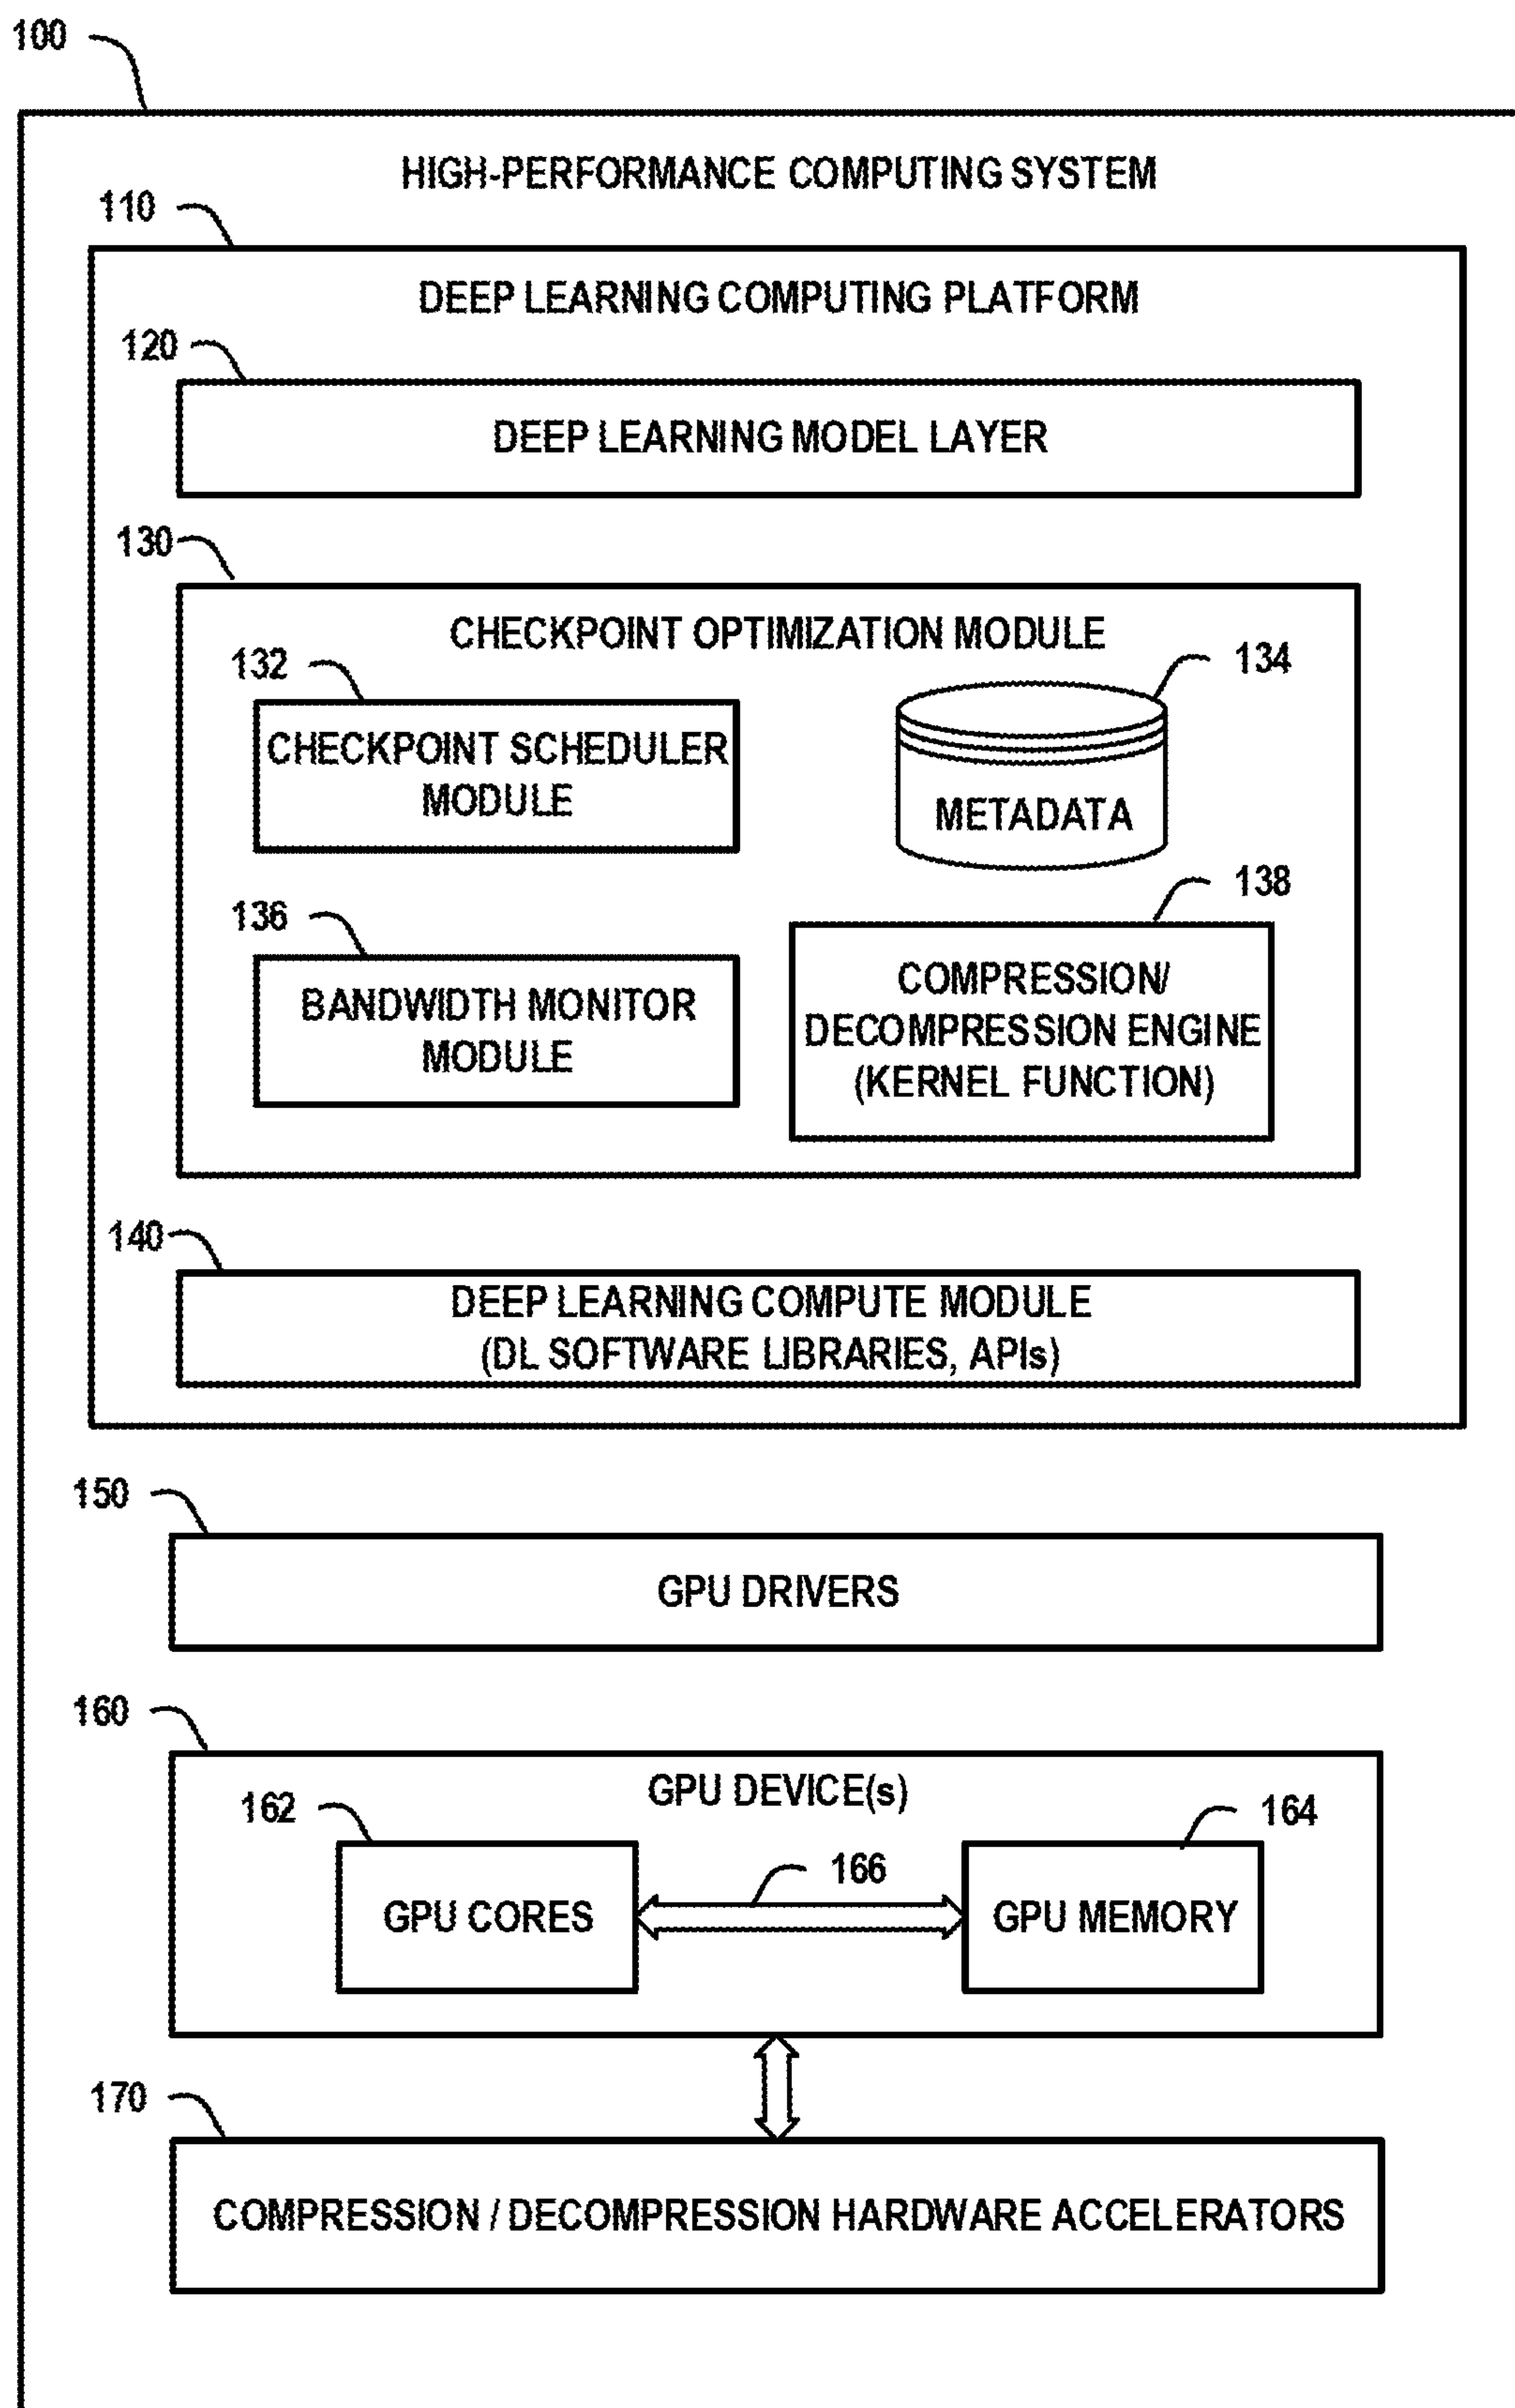 100
HIGH-PERFORMANCE COMPUTING SYSTEM
110
DEEP LEARNING COMPUTING PLATFORM
120
DEEP LEARNING MODEL LAYER
130
CHECKPOINT OPTIMIZATION MODULE
132
134
CHECKPOINT SCHEDULER
MODULE
METADATA
136
138
BANDWIDTH MONITOR
MODULE
COMPRESSION/
DECOMPRESSION ENGINE
(KERNEL FUNCTION)
140
DEEP LEARNING COMPUTE MODULE
(DL SOFTWARE LIBRARIES, APIs)
150
GPU DRIVERS
160
GPU DEVICE(s)
162
164
166
GPU CORES
GPU MEMORY
170
COMPRESSION / DECOMPRESSION HARDWARE ACCELERATORS